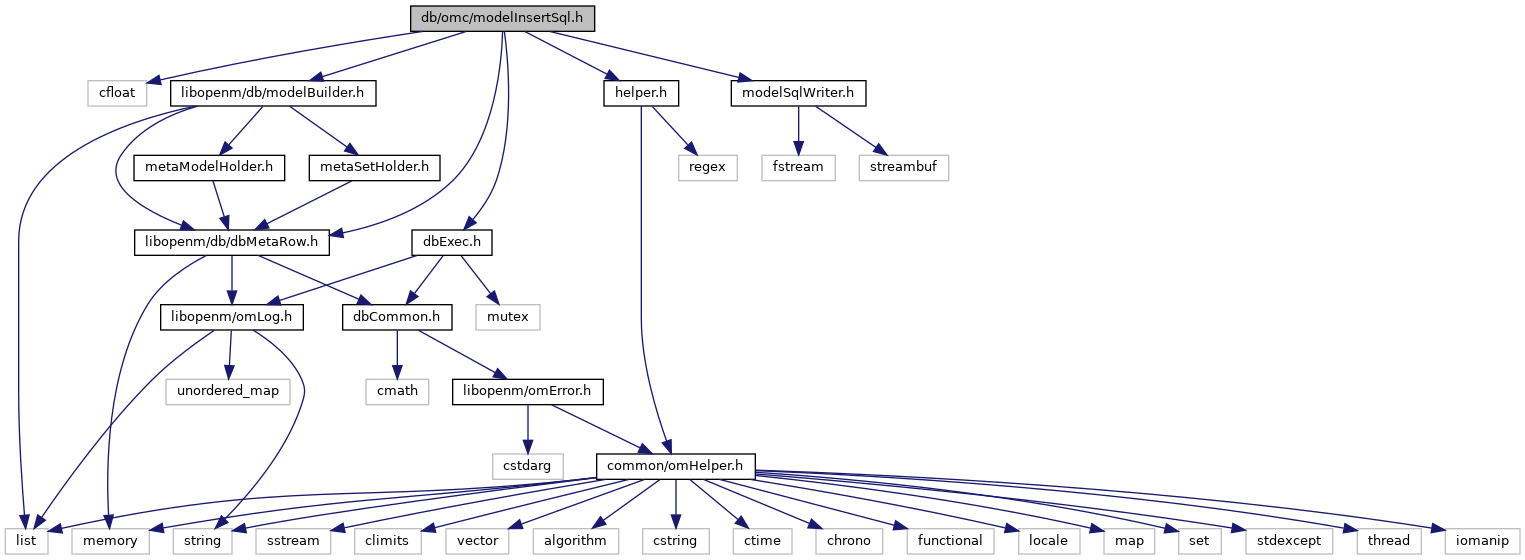 db/omc/modelInsertSql.h
cfloat
libopenm/db/modelBuilder.h
helper.h
modelSqlWriter.h
metaModelHolder.h
metaSetHolder.h
regex
fstream
streambuf
libopenm/db/dbMetaRow.h
dbExec.h
libopenm/omLog.h
dbCommon.h
mutex
unordered_map
cmath
libopenm/omError.h
cstdarg
common/omHelper.h
list
memory
string
sstream
climits
vector
algorithm
cstring
ctime
chrono
functional
locale
map
set
stdexcept
thread
iomanip